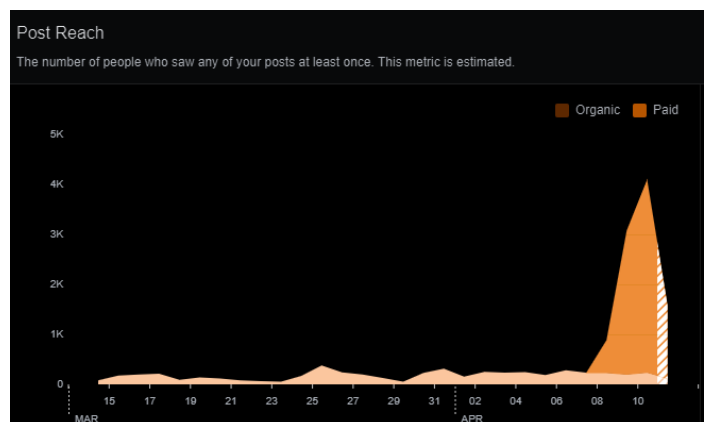 Post Reach
The number of people who saw any of your posts at least once. This metric is estimated.
Organic Paid
5K
4K
3K
2K
1K
0
15 17 19 21 23 25 27 29 31 02 04 06 08 10
MAR APR